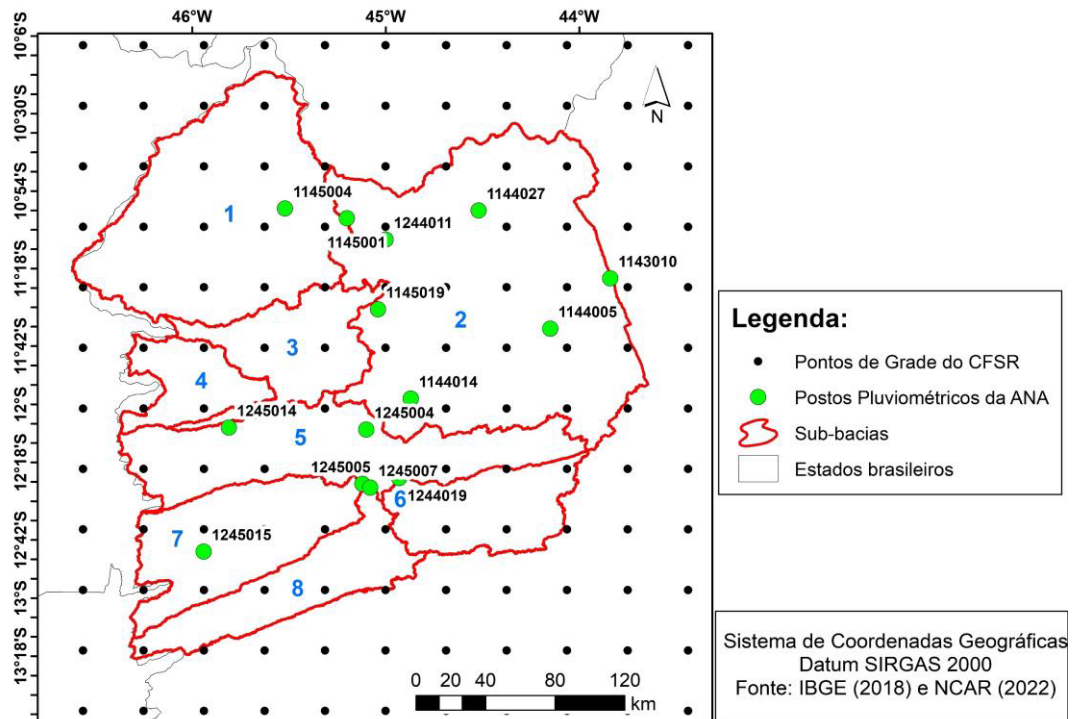 46°W
45°W
44°W
10°6'S
10°30'S
10°54'S
11°18'S
11°42'S
12°S
12°18'S
12°42'S
13°S
13°18'S
N
1145004
1144027
1
1244011
1145001
1143010
1145019
2
1144005
3
4
1144014
1245014
1245004
5
1245005
1245007
6
1244019
7
1245015
8
0
20
40
80
120
km
Legenda:
Pontos de Grade do CFSR
Postos Pluviométricos da ANA
Sub-bacias
Estados brasileiros
Sistema de Coordenadas Geográficas
Datum SIRGAS 2000
Fonte: IBGE (2018) e NCAR (2022)